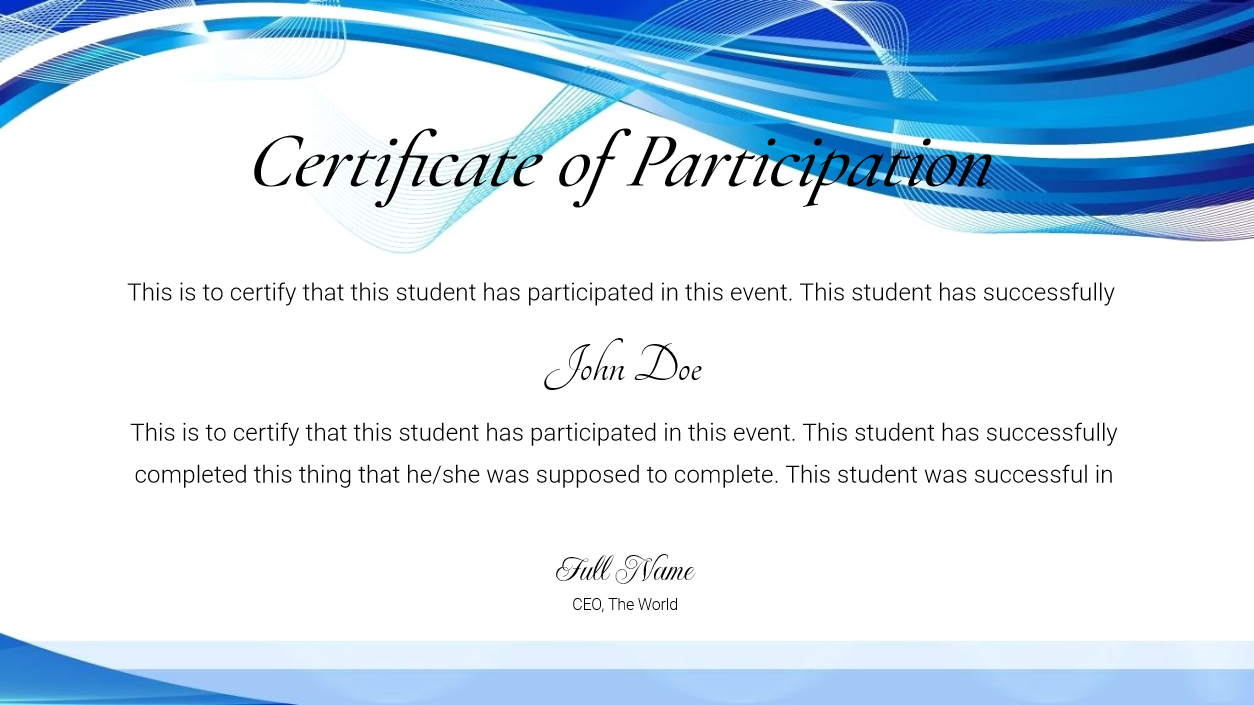 Certificate of Participation
This is to certify that this student has participated in this event. This student has successfully
John Doe
This is to certify that this student has participated in this event. This student has successfully
completed this thing that he/she was supposed to complete. This student was successful in
Full Name
CEO, The World